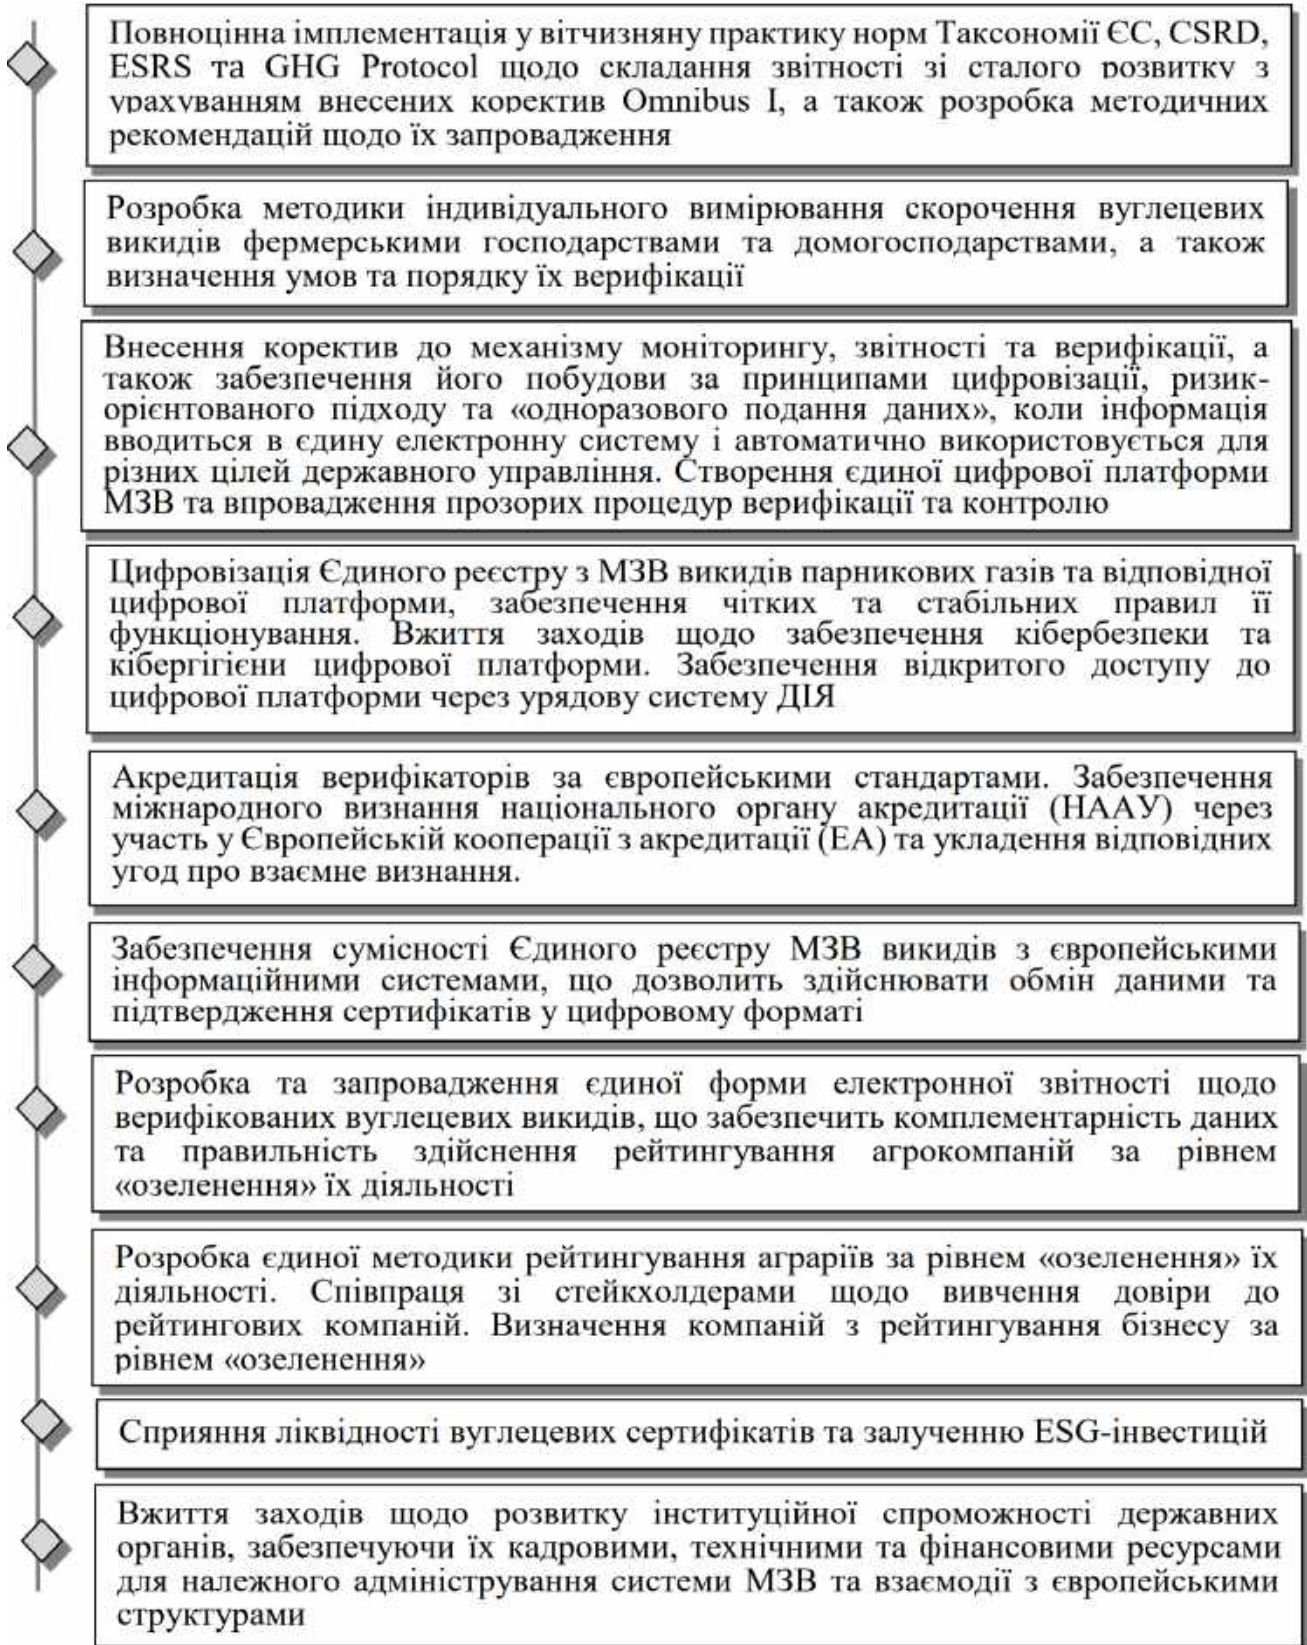 Повноцінна імплементація у вітчизняну практику норм Таксономії ЄС, CSRD,
ESRS та GHG Protocol щодо складання звітності зі сталого розвитку з
урахуванням внесених коректив Omnibus I, а також розробка методичних
рекомендацій щодо їх запровадження
Розробка методики індивідуального вимірювання скорочення вуглецевих
викидів фермерськими господарствами та домогосподарствами, а також
визначення умов та порядку їх верифікації
Внесення коректив до механізму моніторингу, звітності та верифікації, а
також забезпечення його побудови за принципами цифровізації, ризик-
орієнтованого підходу та «одноразового подання даних», коли інформація
вводиться в єдину електронну систему і автоматично використовується для
різних цілей державного управління. Створення єдиної цифрової платформи
МЗВ та впровадження прозорих процедур верифікації та контролю
Цифровізація Єдиного реєстру з МЗВ викидів парникових газів та відповідної
цифрової платформи, забезпечення чітких та стабільних правил її
функціонування. Вжиття заходів щодо забезпечення кібербезпеки та
кібергігієни цифрової платформи. Забезпечення відкритого доступу до
цифрової платформи через урядову систему ДІЯ
Акредитація верифікаторів за європейськими стандартами. Забезпечення
міжнародного визнання національного органу акредитації (НААУ) через
участь у Європейській кооперації з акредитації (ЕА) та укладення відповідних
угод про взаємне визнання.
Забезпечення сумісності Єдиного реєстру МЗВ викидів з європейськими
інформаційними системами, що дозволить здійснювати обмін даними та
підтвердження сертифікатів у цифровому форматі
Розробка та запровадження єдиної форми електронної звітності щодо
верифікованих вуглецевих викидів, що забезпечить комплементарність даних
та правильність здійснення рейтингування агрокомпаній за рівнем
«озеленення» їх діяльності
Розробка єдиної методики рейтингування аграріїв за рівнем «озеленення» їх
діяльності. Співпраця зі стейкхолдерами щодо вивчення довіри до
рейтингових компаній. Визначення компаній з рейтингування бізнесу за
рівнем «озеленення»
Сприяння ліквідності вуглецевих сертифікатів та залученню ESG-інвестицій
Вжиття заходів щодо розвитку інституційної спроможності державних
органів, забезпечуючи їх кадровими, технічними та фінансовими ресурсами
для належного адміністрування системи МЗВ та взаємодії з європейськими
структурами